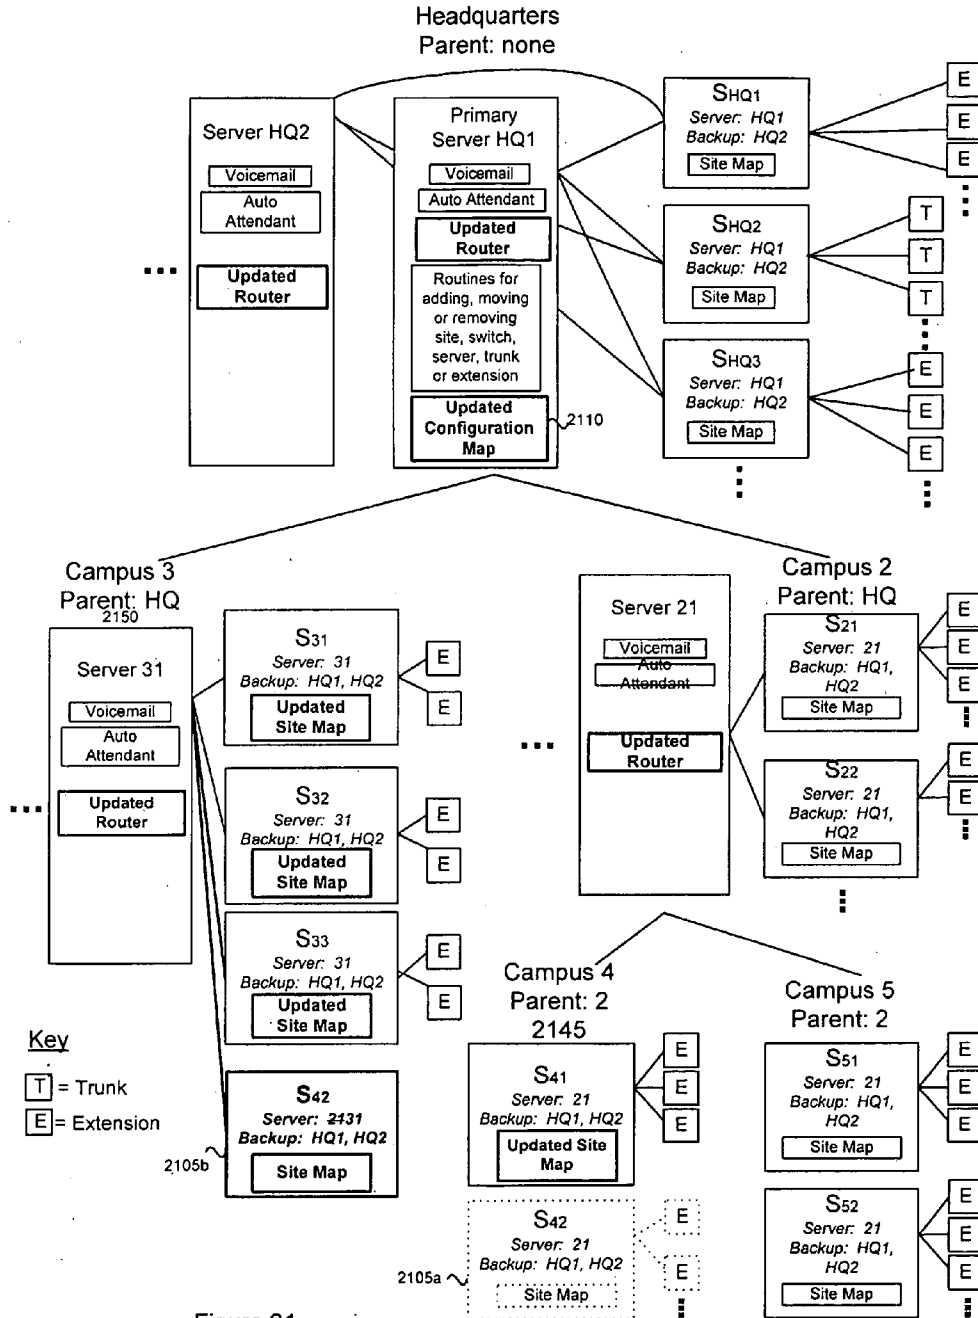 Headquarters
Parent: none
Server HQ2
Voicemail
Auto
Attendant
Updated
Router
Primary
Server HQ1
Voicemail
Auto Attendant
Updated
Router
Routines for
adding, moving
or removing
site, switch,
server, trunk
or extension
Updated
Configuration
Map
2110
SHQ1
Server: HQ1
Backup: HQ2
Site Map
E
E
E
SHQ2
Server: HQ1
Backup: HQ2
Site Map
T
T
T
SHQ3
Server: HQ1
Backup: HQ2
Site Map
E
E
E
Campus 3
Parent: HQ
2150
Server 31
Voicemail
Auto
Attendant
Updated
Router
S31
Server: 31
Backup: HQ1, HQ2
Updated
Site Map
E
E
S32
Server: 31
Backup: HQ1, HQ2
Updated
Site Map
E
E
S33
Server: 31
Backup: HQ1, HQ2
Updated
Site Map
E
E
S42
Server: 2131
Backup: HQ1, HQ2
Site Map
2105b
Key
T = Trunk
E = Extension
Campus 2
Parent: HQ
Server 21
Voicemail
Auto
Attendant
Updated
Router
S21
Server: 21
Backup: HQ1,
HQ2
Site Map
E
E
E
S22
Server: 21
Backup: HQ1,
HQ2
Site Map
E
E
Campus 4
Parent: 2
2145
S41
Server: 21
Backup: HQ1, HQ2
Updated Site
Map
E
E
E
S42
Server: 21
Backup: HQ1, HQ2
Site Map
2105a
E
E
Campus 5
Parent: 2
S51
Server: 21
Backup: HQ1,
HQ2
Site Map
E
E
E
S52
Server: 21
Backup: HQ1,
HQ2
Site Map
E
E
E
Figure 21